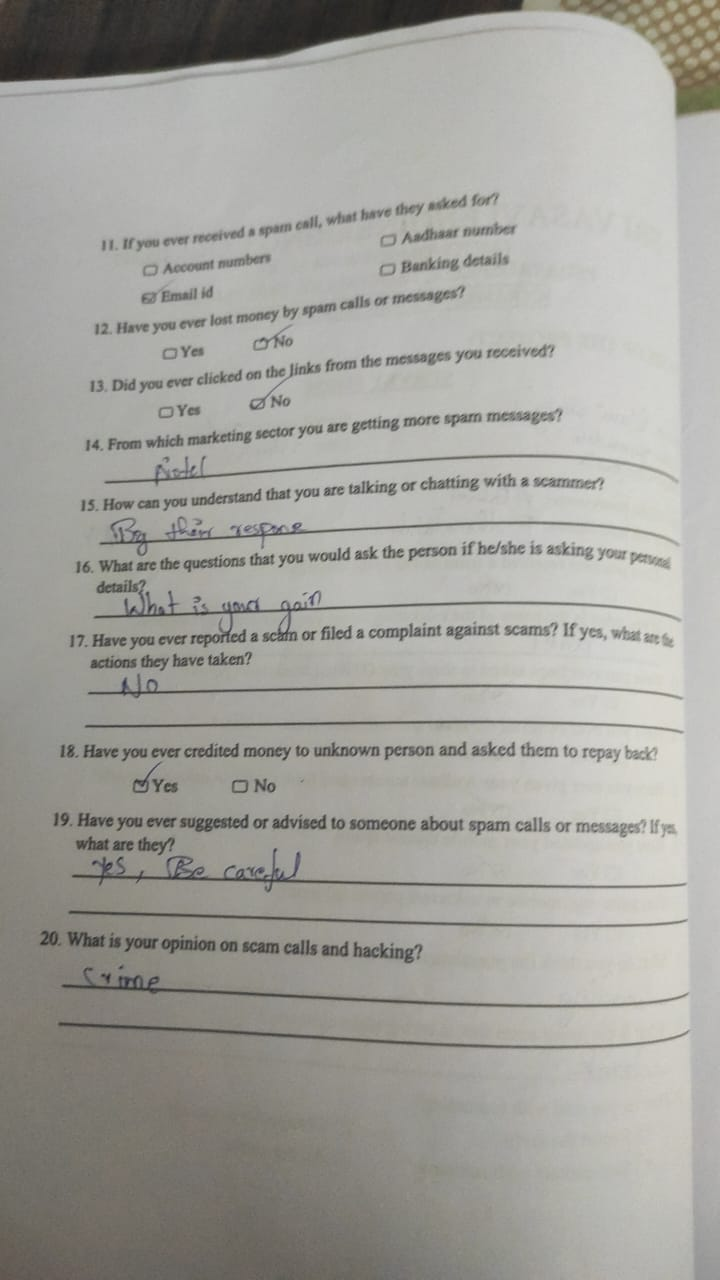 11. If you ever received a spam call, what have they asked for?
Account numbers
Aadhaar number
Email id
Banking details
12. Have you ever lost money by spam calls or messages?
Yes
No
13. Did you ever clicked on the links from the messages you received?
Yes
No
14. From which marketing sector you are getting more spam messages?
15. How can you understand that you are talking or chatting with a scammer?
By their respone
16. What are the questions that you would ask the person if he/she is asking your personal
details?
What is your gain
17. Have you ever reported a scam or filed a complaint against scams? If yes, what are the
actions they have taken?
No
18. Have you ever credited money to unknown person and asked them to repay back?
Yes
No
19. Have you ever suggested or advised to someone about spam calls or messages? If yes,
what are they?
Yes, Be careful
20. What is your opinion on scam calls and hacking?
Crime